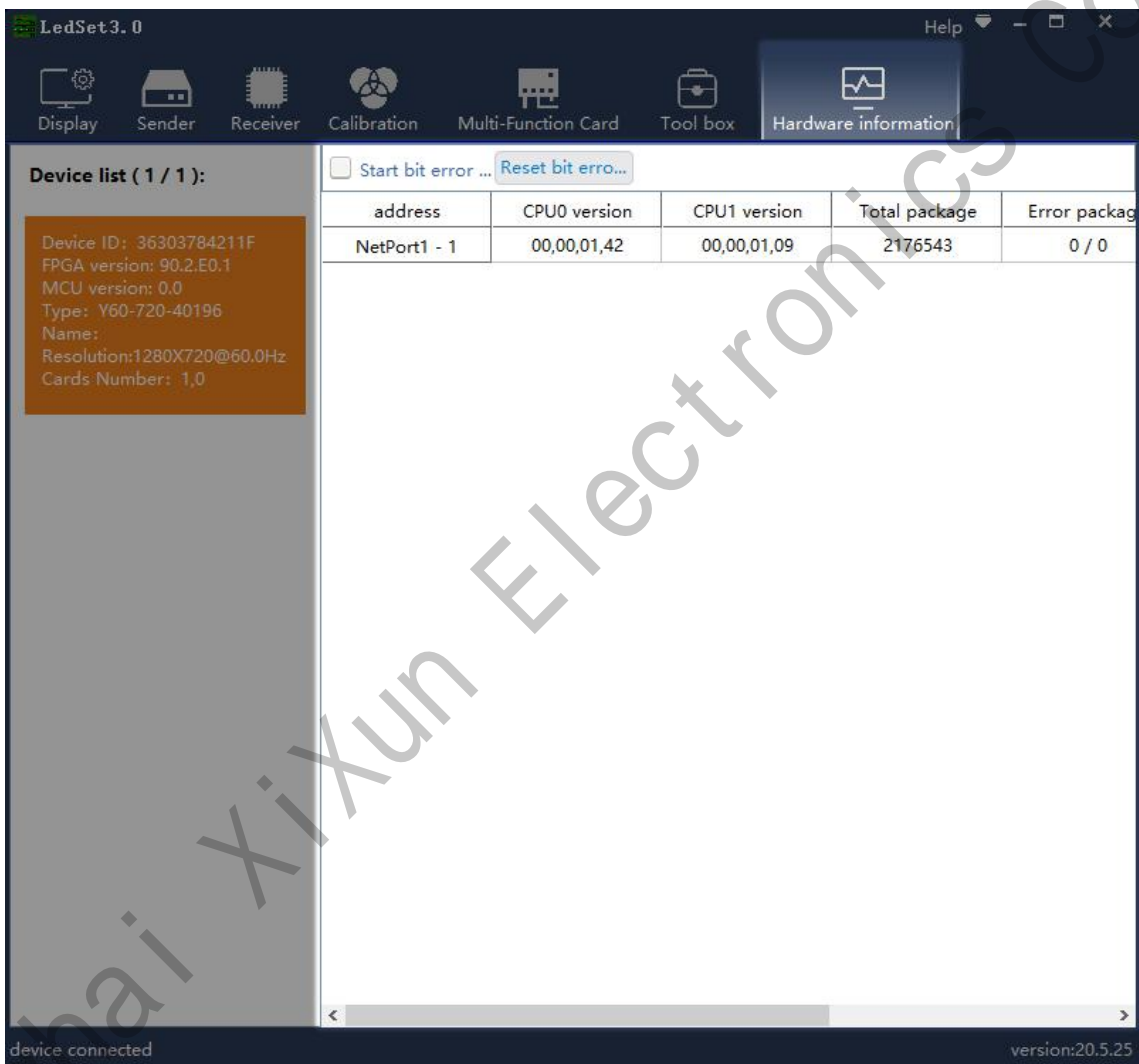 LedSet3.0
Help
Display Sender Receiver Calibration Multi-Function Card Tool box Hardware information
Device list ( 1 / 1 ):
Device ID: 36303784211F
FPGA version: 90.2.E0.1
MCU version: 0.0
Type: Y60-720-40196
Name:
Resolution:1280X720@60.0Hz
Cards Number: 1,0
Start bit error ... Reset bit erro...
address CPU0 version CPU1 version Total package Error packag
NetPort1 - 1 00,00,01,42 00,00,01,09 2176543 0 / 0
hai XiXun Electronics Co
device connected
version:20.5.25